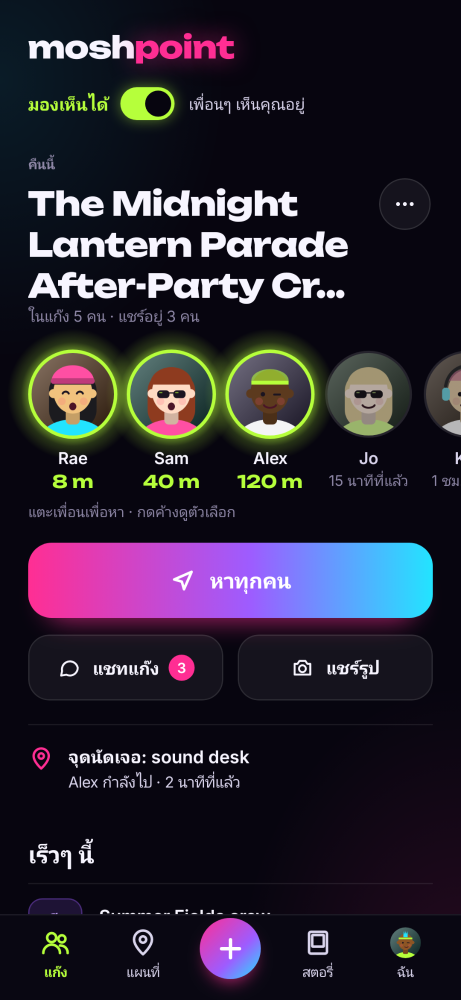 moshpoint
มองเห็นได้
เพื่อนๆ เห็นคุณอยู่
คืนนี้
The Midnight
Lantern Parade
After-Party Cr...
ในแก๊ง 5 คน · แชร์อยู่ 3 คน
Rae
Sam
Alex
Jo
K
8 m
40 m
120 m
15 นาทีที่แล้ว
1 ชม
แตะเพื่อนเพื่อหา · กดค้างดูตัวเลือก
หาทุกคน
แชทแก๊ง 3
แชร์รูป
จุดนัดเจอ: sound desk
Alex กำลังไป · 2 นาทีที่แล้ว
เร็วๆ นี้
Summer Fields crew
แก๊ง
แผนที่
สตอรี่
ฉัน